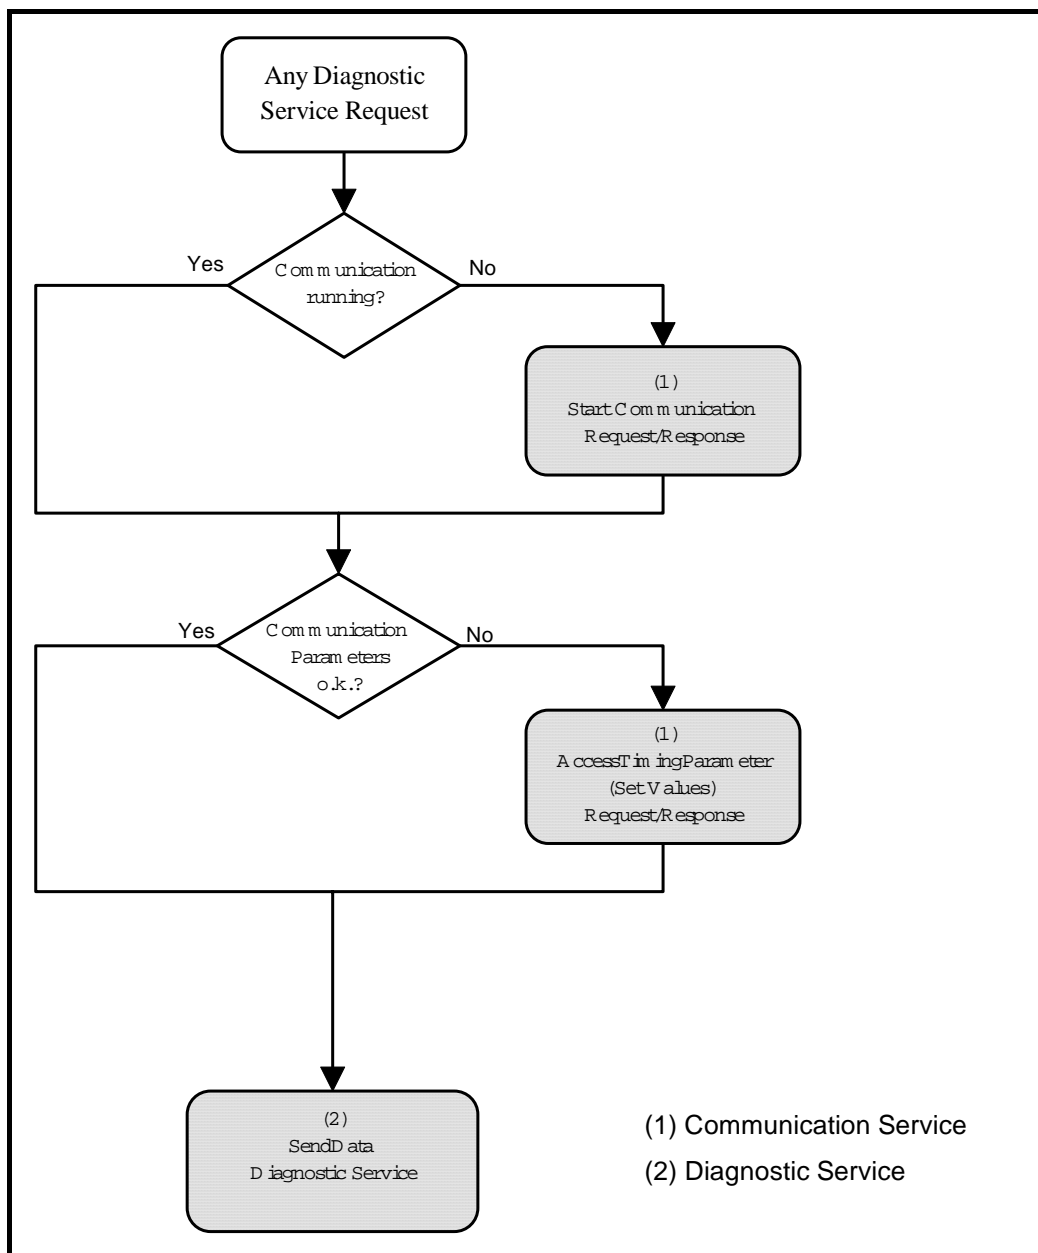 Any Diagnostic
Service Request
Yes
Communication
running?
No
(1)
StartCommunication
Request/Response
Yes
Communication
Parameters
o.k.?
No
(1)
AccessTimingParameter
(SetValues)
Request/Response
(2)
SendData
Diagnostic Service
(1) Communication Service
(2) Diagnostic Service